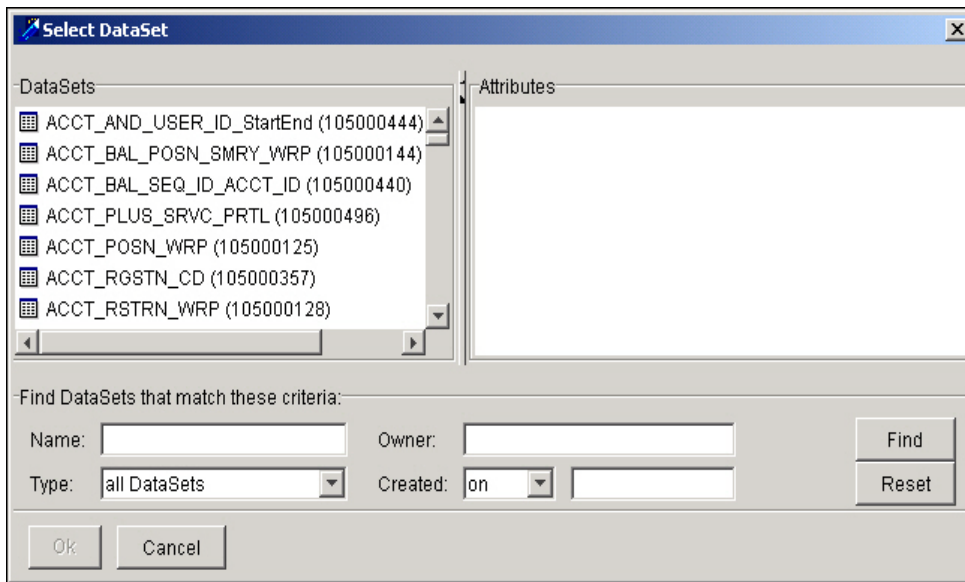 Select DataSet
DataSets
ACCT_AND_USER_ID_StartEnd (105000444)
ACCT_BAL_POSN_SMRY_WRP (105000144)
ACCT_BAL_SEQ_ID_ACCT_ID (105000440)
ACCT_PLUS_SRVC_PRTL (105000496)
ACCT_POSN_WRP (105000125)
ACCT_RGSTN_CD (105000357)
ACCT_RSTRN_WRP (105000128)
Attributes
Find DataSets that match these criteria:
Name: Owner: Find
Type: all DataSets Created: on Reset
Ok Cancel